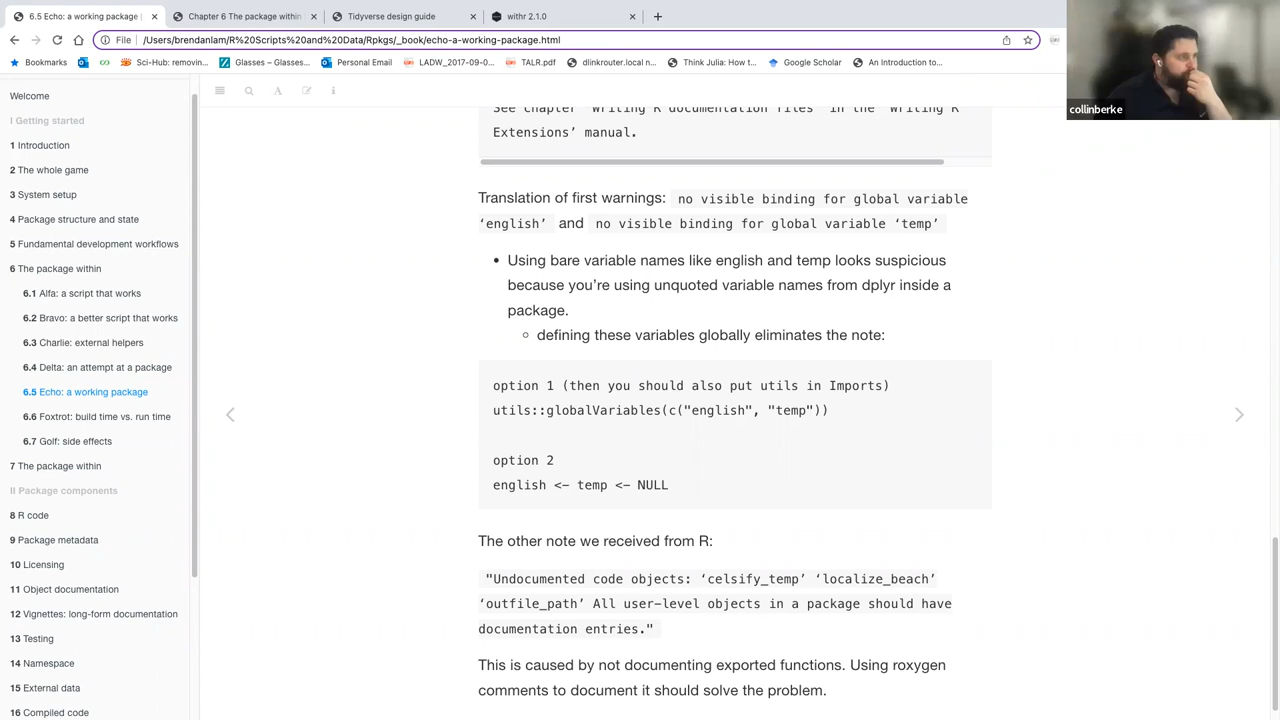 6.5 Echo: a working package
Chapter 6 The package within
Tidyverse design guide
withr 2.1.0
File
/Users/brendanlam/R%20Scripts%20and%20Data/Rpkgs/_book/echo-a-working-package.html
Bookmarks
Sci-Hub: removin...
Glasses – Glasses...
Personal Email
LADW_2017-09-0...
TALR.pdf
dlinkrouter.local n...
Think Julia: How t...
Google Scholar
An Introduction to...
collinberke
Welcome
I Getting started
1 Introduction
2 The whole game
3 System setup
4 Package structure and state
5 Fundamental development workflows
6 The package within
6.1 Alfa: a script that works
6.2 Bravo: a better script that works
6.3 Charlie: external helpers
6.4 Delta: an attempt at a package
6.5 Echo: a working package
6.6 Foxtrot: build time vs. run time
6.7 Golf: side effects
7 The package within
II Package components
8 R code
9 Package metadata
10 Licensing
11 Object documentation
12 Vignettes: long-form documentation
13 Testing
14 Namespace
15 External data
16 Compiled code
See chapter ‘Writing R documentation files’ in the ‘Writing R
Extensions’ manual.
Translation of first warnings: no visible binding for global variable
‘english’ and no visible binding for global variable ‘temp’
Using bare variable names like english and temp looks suspicious
because you’re using unquoted variable names from dplyr inside a
package.
defining these variables globally eliminates the note:
option 1 (then you should also put utils in Imports)
utils::globalVariables(c("english", "temp"))
option 2
english <- temp <- NULL
The other note we received from R:
"Undocumented code objects: ‘celsify_temp’ ‘localize_beach’
‘outfile_path’ All user-level objects in a package should have
documentation entries."
This is caused by not documenting exported functions. Using roxygen
comments to document it should solve the problem.